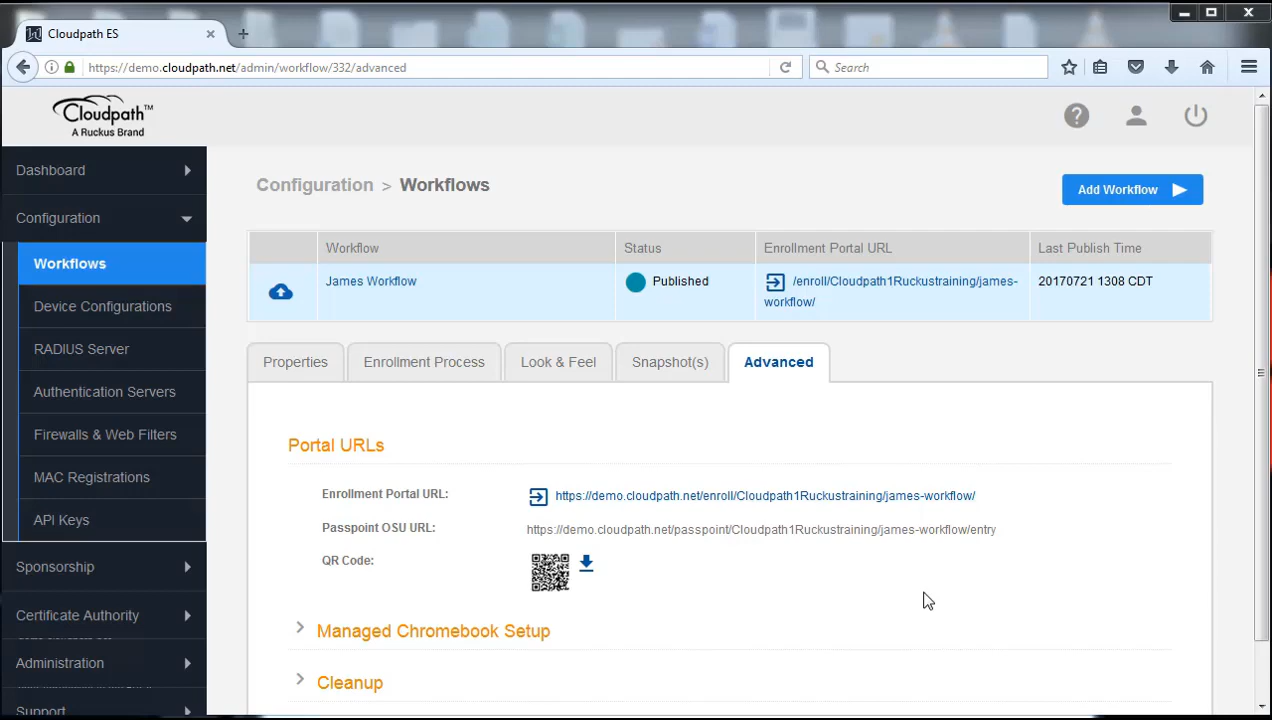 Cloudpath ES
https://demo.cloudpath.net/admin/workflow/332/advanced
Search
Cloudpath™
A Ruckus Brand
Dashboard
Configuration
Workflows
Device Configurations
RADIUS Server
Authentication Servers
Firewalls & Web Filters
MAC Registrations
API Keys
Sponsorship
Certificate Authority
Administration
Support
Configuration > Workflows
Add Workflow
Workflow Status Enrollment Portal URL Last Publish Time
James Workflow Published /enroll/Cloudpath1Ruckustraining/james- 20170721 1308 CDT
workflow/
Properties Enrollment Process Look & Feel Snapshot(s) Advanced
Portal URLs
Enrollment Portal URL: https://demo.cloudpath.net/enroll/Cloudpath1Ruckustraining/james-workflow/
Passpoint OSU URL: https://demo.cloudpath.net/passpoint/Cloudpath1Ruckustraining/james-workflow/entry
QR Code:
Managed Chromebook Setup
Cleanup